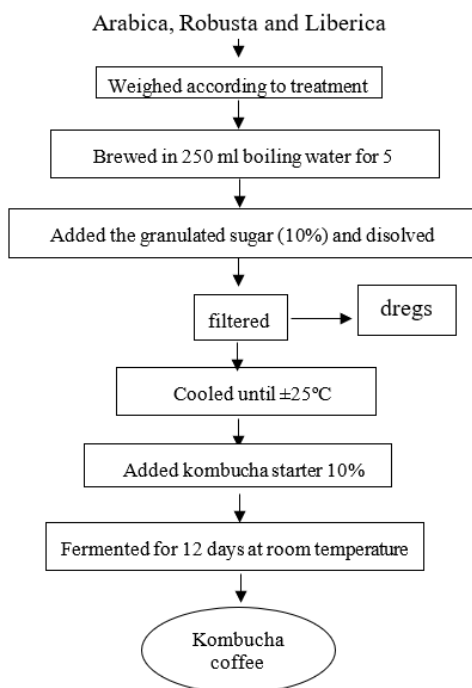 Arabica, Robusta and Liberica
Weighed according to treatment
Brewed in 250 ml boiling water for 5
Added the granulated sugar (10%) and disolved
filtered
dregs
Cooled until ±25°C
Added kombucha starter 10%
Fermented for 12 days at room temperature
Kombucha
coffee